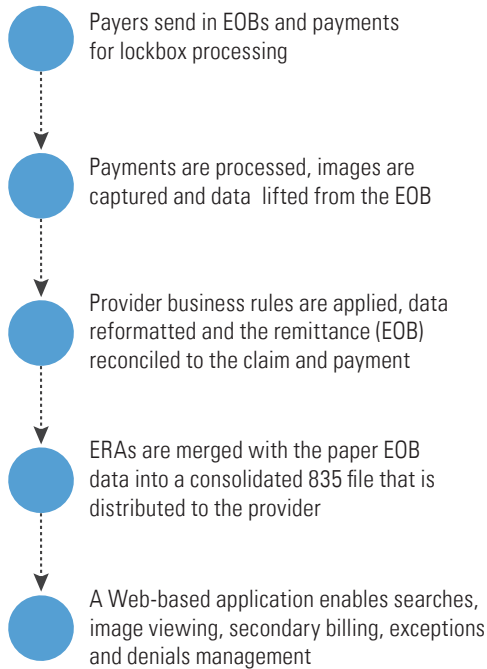 Payers send in EOBs and payments
for lockbox processing
Payments are processed, images are
captured and data lifted from the EOB
Provider business rules are applied, data
reformatted and the remittance (EOB)
reconciled to the claim and payment
ERAs are merged with the paper EOB
data into a consolidated 835 file that is
distributed to the provider
A Web-based application enables searches,
image viewing, secondary billing, exceptions
and denials management